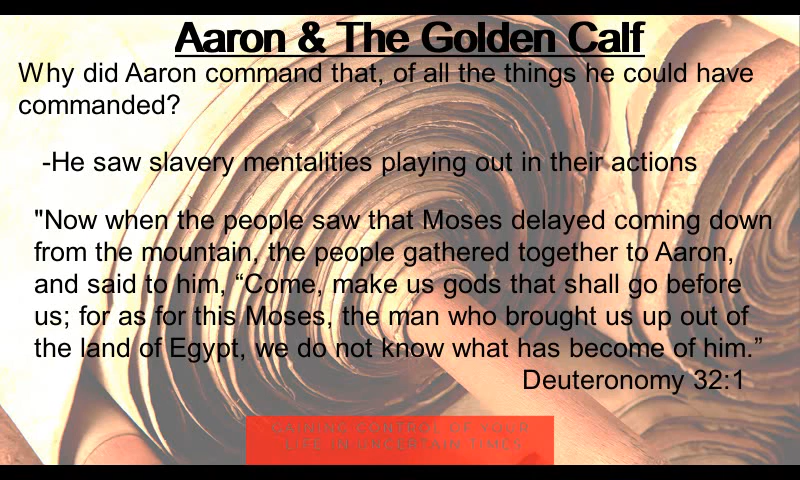 Aaron & The Golden Calf
Why did Aaron command that, of all the things he could have
commanded?
-He saw slavery mentalities playing out in their actions
"Now when the people saw that Moses delayed coming down
from the mountain, the people gathered together to Aaron,
and said to him, “Come, make us gods that shall go before
us; for as for this Moses, the man who brought us up out of
the land of Egypt, we do not know what has become of him.”
Deuteronomy 32:1
GAINING CONTROL OF YOUR
LIFE IN UNCERTAIN TIMES